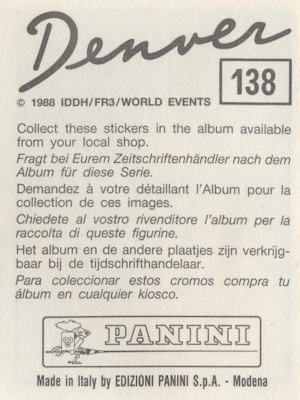 Denver
138
© 1988 IDDH/FR3/WORLD EVENTS
Collect these stickers in the album available
from your local shop.
Fragt bei Eurem Zeitschriftenhändler nach dem
Album für diese Serie.
Demandez à votre détaillant l'Album pour la
collection de ces images.
Chiedete al vostro rivenditore l'album per la
raccolta di queste figurine.
Het album en de andere plaatjes zijn verkrijg-
baar bij de tijdschrifthandelaar.
Para coleccionar estos cromos compra tu
álbum en cualquier kiosco.
PANINI
Made in Italy by EDIZIONI PANINI S.p.A. - Modena